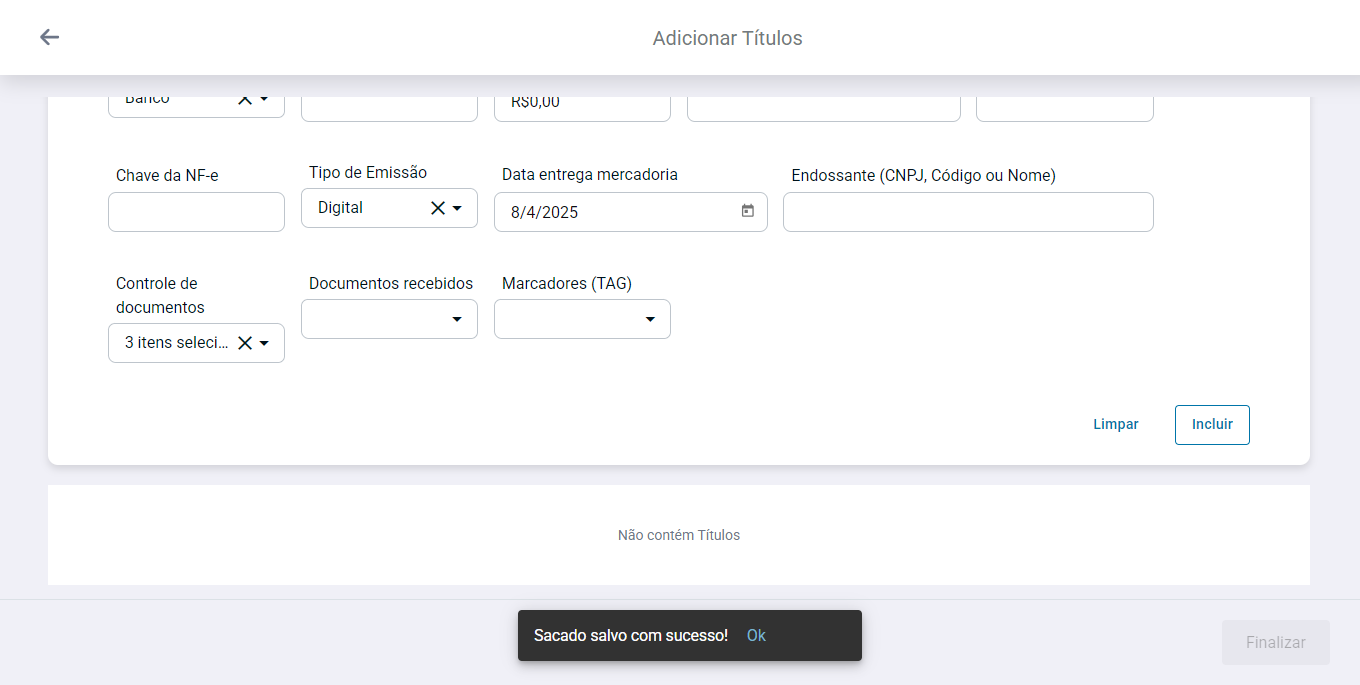 Adicionar Títulos
Banco
R$0,00
Chave da NF-e
Tipo de Emissão
Data entrega mercadoria
Endossante (CNPJ, Código ou Nome)
Digital
8/4/2025
Controle de
documentos
Documentos recebidos
Marcadores (TAG)
3 itens seleci...
Limpar
Incluir
Não contém Títulos
Sacado salvo com sucesso! Ok
Finalizar